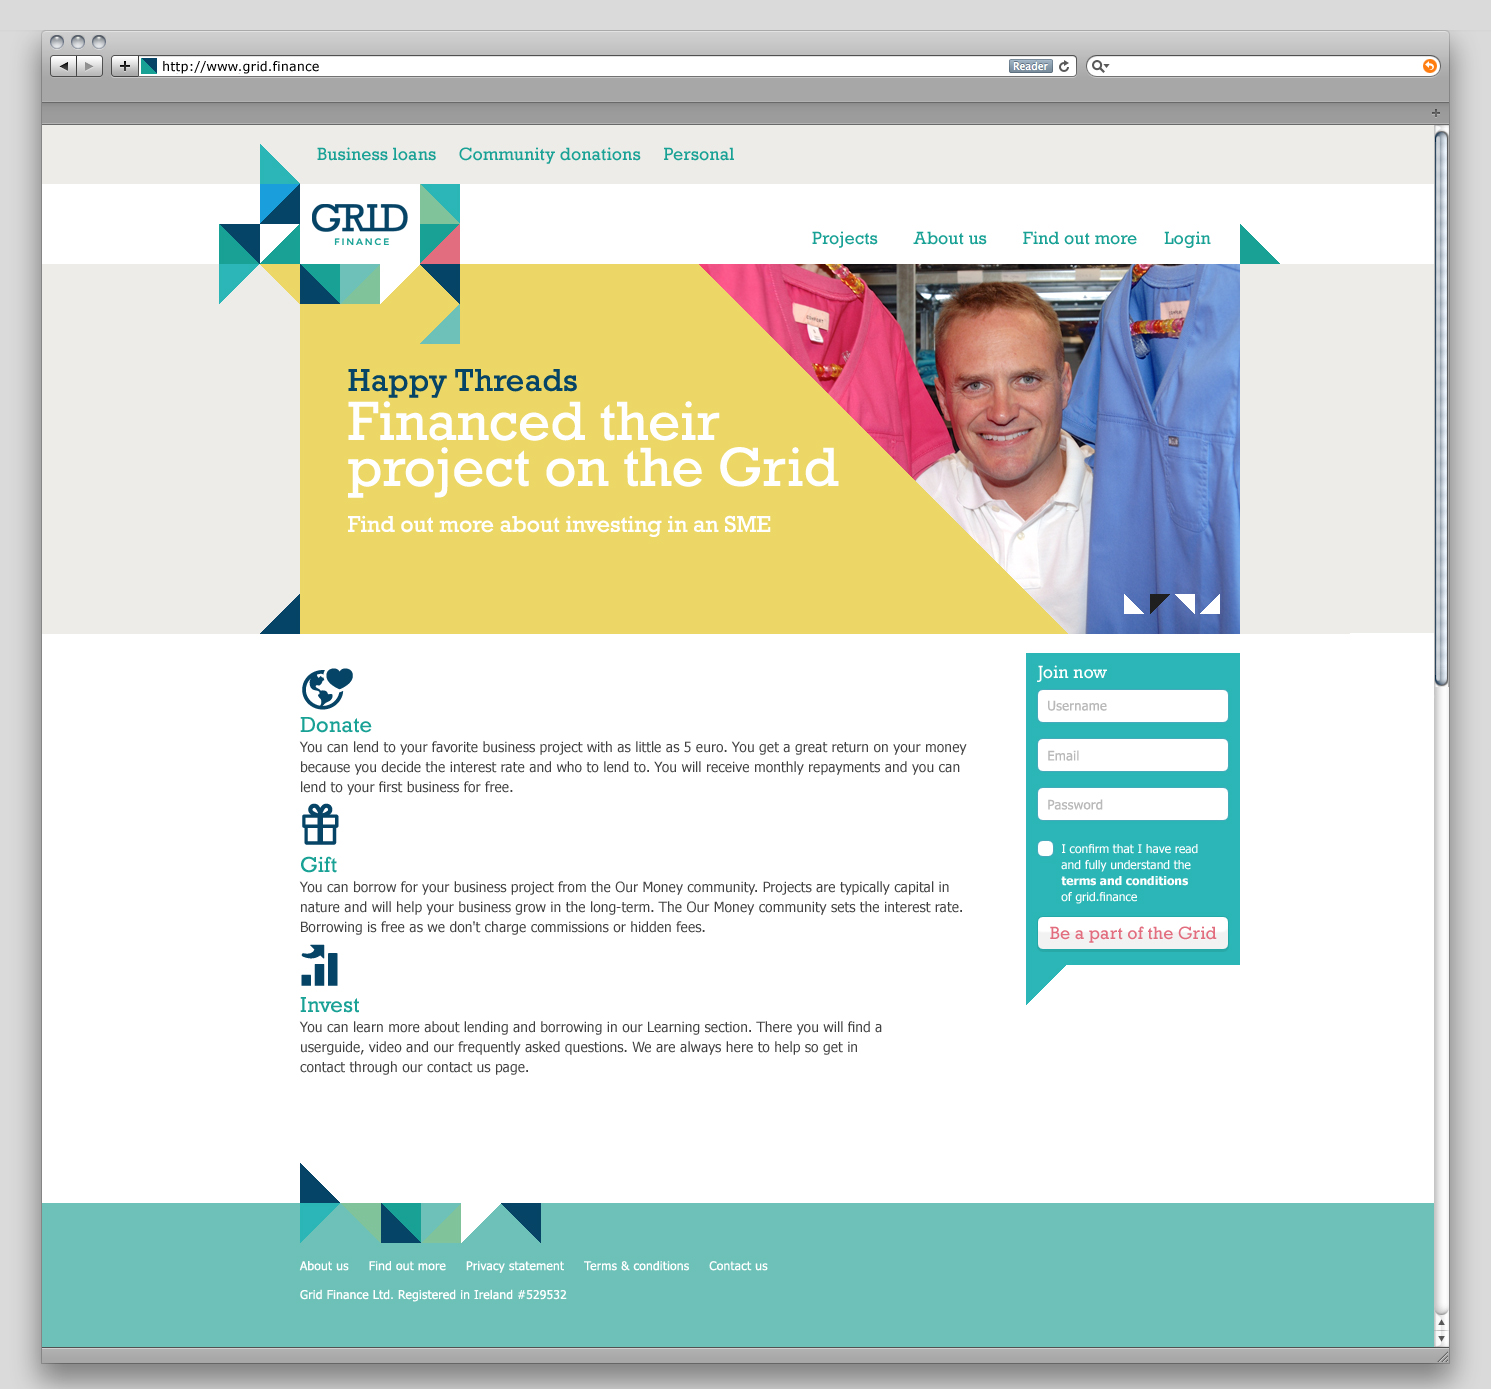 http://www.grid.finance
Reader
Business loans Community donations Personal
GRID
FINANCE
Projects About us Find out more Login
Happy Threads
Financed their
project on the Grid
Find out more about investing in an SME
Donate
You can lend to your favorite business project with as little as 5 euro. You get a great return on your money
because you decide the interest rate and who to lend to. You will receive monthly repayments and you can
lend to your first business for free.
Gift
You can borrow for your business project from the Our Money community. Projects are typically capital in
nature and will help your business grow in the long-term. The Our Money community sets the interest rate.
Borrowing is free as we don't charge commissions or hidden fees.
Invest
You can learn more about lending and borrowing in our Learning section. There you will find a
userguide, video and our frequently asked questions. We are always here to help so get in
contact through our contact us page.
Join now
Username
Email
Password
I confirm that I have read
and fully understand the
terms and conditions
of grid.finance
Be a part of the Grid
About us Find out more Privacy statement Terms & conditions Contact us
Grid Finance Ltd. Registered in Ireland #529532